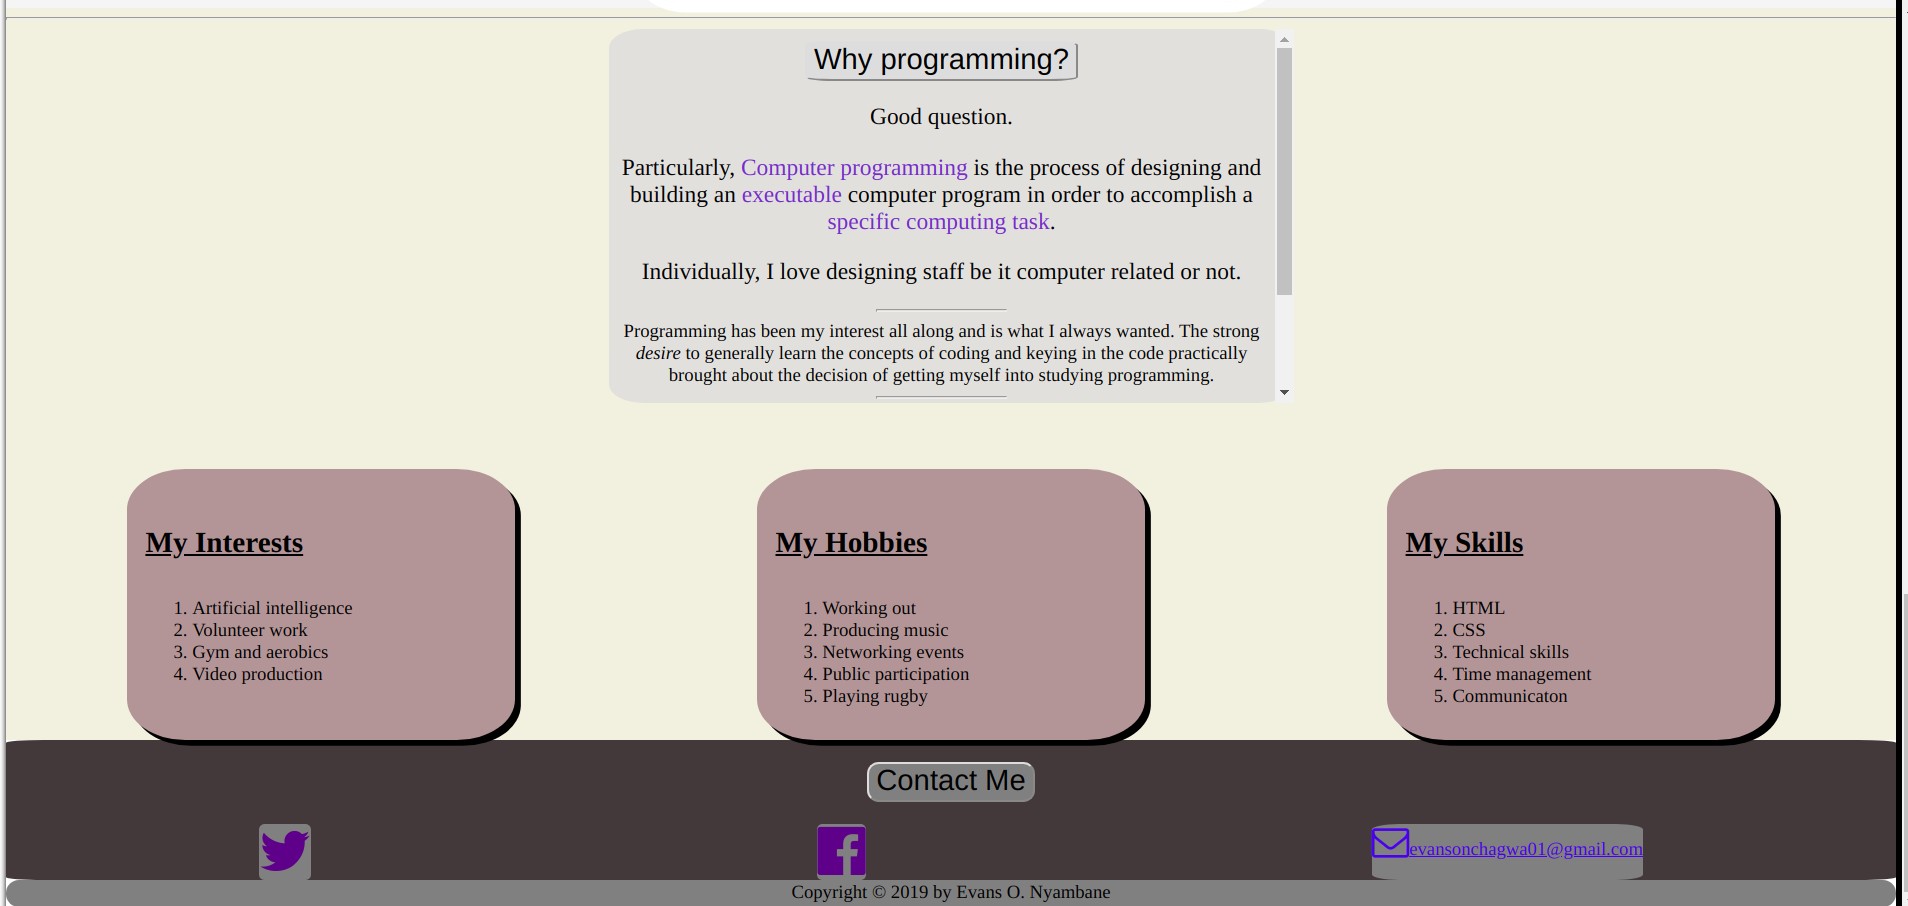 Why programming?
Good question.
Particularly, Computer programming is the process of designing and
building an executable computer program in order to accomplish a
specific computing task.
Individually, I love designing staff be it computer related or not.
Programming has been my interest all along and is what I always wanted. The strong
desire to generally learn the concepts of coding and keying in the code practically
brought about the decision of getting myself into studying programming.
My Interests
1. Artificial intelligence
2. Volunteer work
3. Gym and aerobics
4. Video production
My Hobbies
1. Working out
2. Producing music
3. Networking events
4. Public participation
5. Playing rugby
My Skills
1. HTML
2. CSS
3. Technical skills
4. Time management
5. Communicaton
Contact Me
evansonchagwa01@gmail.com
Copyright © 2019 by Evans O. Nyambane